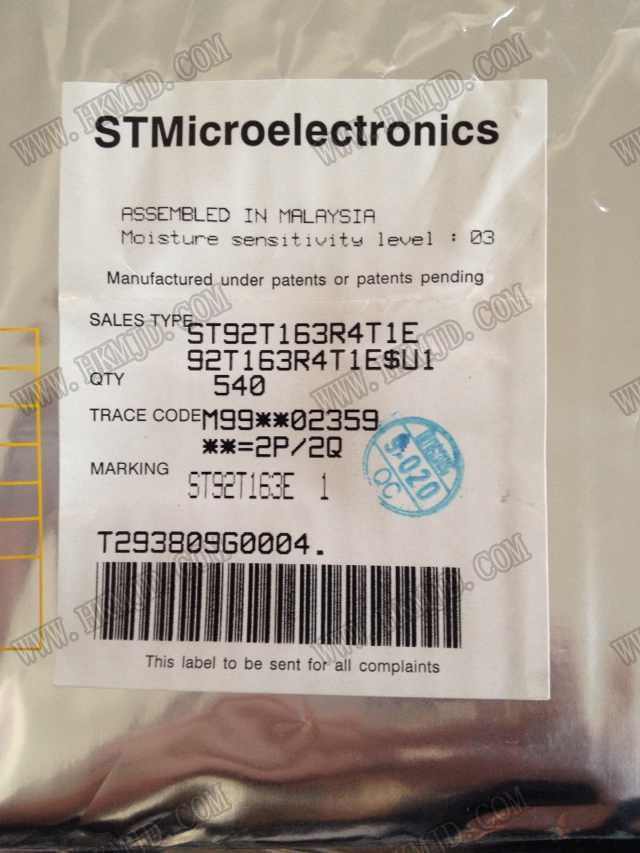 STMicroelectronics
ASSEMBLED IN MALAYSIA
Moisture sensitivity level : 03
Manufactured under patents or patents pending
SALES TYPE ST92T163R4T1E
92T163R4T1E$U1
QTY 540
TRACE CODE M99**02359
**=2P/2Q
MARKING ST92T163E 1
9-020
QC
T293809G0004.
This label to be sent for all complaints
WWW.HKMJD.COM